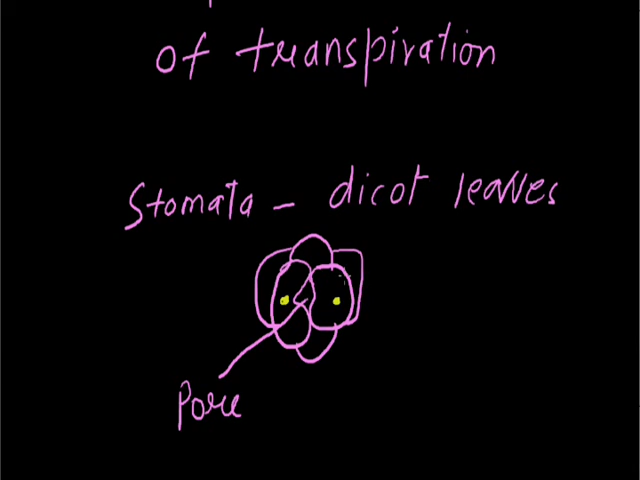 of transpiration
Stomata - dicot leaves
Pore